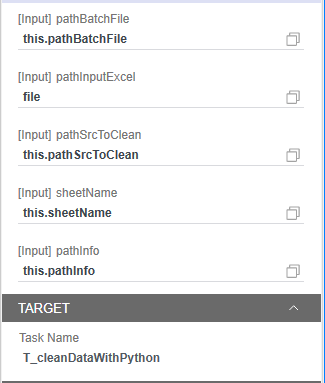 [Input] pathBatchFile
this.pathBatchFile
[Input] pathInputExcel
file
[Input] pathSrcToClean
this.pathSrcToClean
[Input] sheetName
this.sheetName
[Input] pathInfo
this.pathInfo
TARGET
Task Name
T_cleanDataWithPython